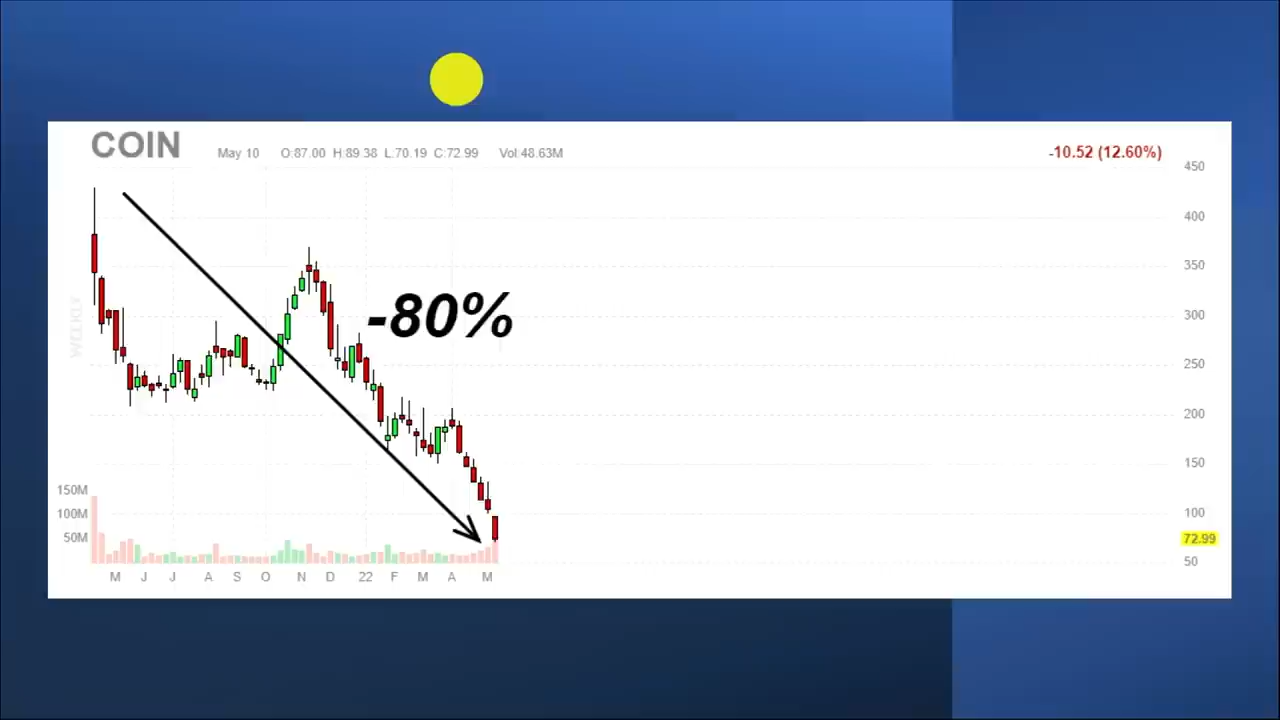 COIN May 10 O:87.00 H:89.38 L:70.19 C:72.99 Vol:48.63M -10.52 (12.60%)
450
400
350
-80%
300
WEEKLY
250
200
150
150M
100M 100
50M 72.99
50
M J J A S O N D 22 F M A M